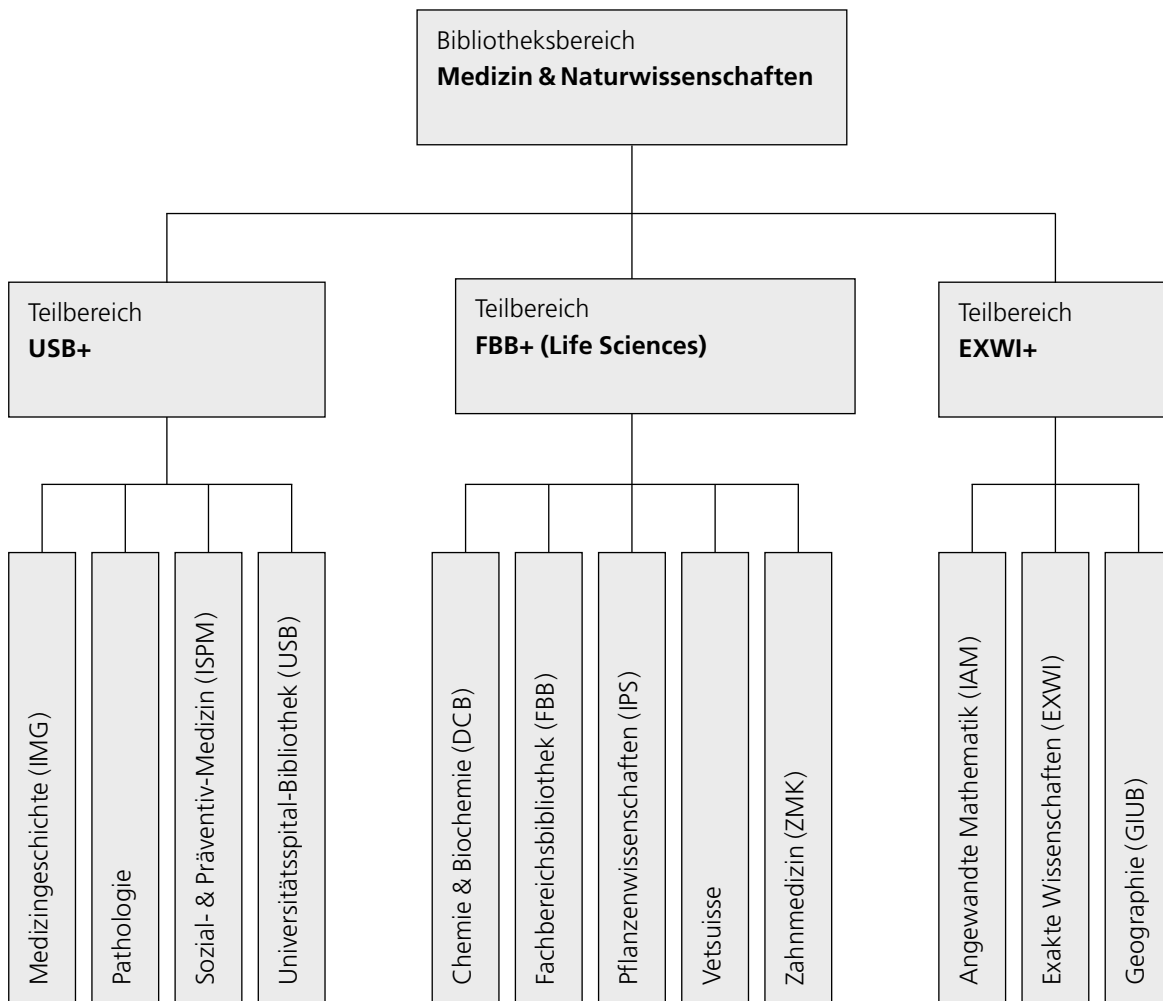 Bibliotheksbereich
Medizin & Naturwissenschaften
Teilbereich
USB+
Teilbereich
FBB+ (Life Sciences)
Teilbereich
EXWI+
Medizingeschichte (IMG)
Pathologie
Sozial- & Präventiv-Medizin (ISPM)
Universitätsspital-Bibliothek (USB)
Chemie & Biochemie (DCB)
Fachbereichsbibliothek (FBB)
Pflanzenwissenschaften (IPS)
Vetsuisse
Zahnmedizin (ZMK)
Angewandte Mathematik (IAM)
Exakte Wissenschaften (EXWI)
Geographie (GIUB)